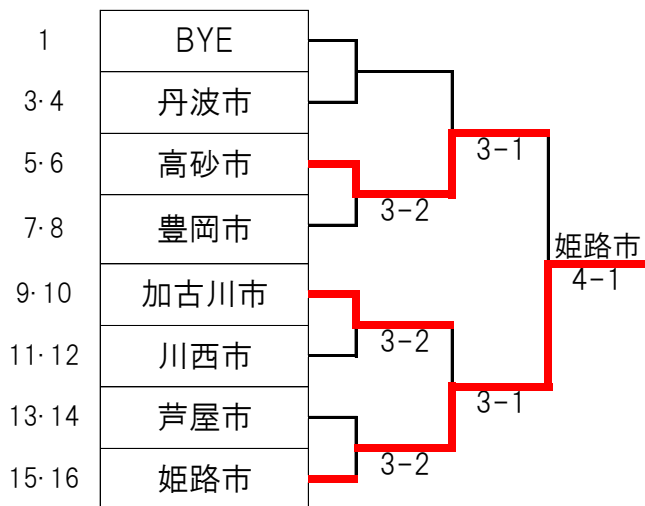 1 BYE
3·4 丹波市
5·6 高砂市
3-1
7·8 豊岡市
3-2
姫路市
4-1
9·10 加古川市
3-2
11·12 川西市
3-1
13·14 芦屋市
3-2
15·16 姫路市